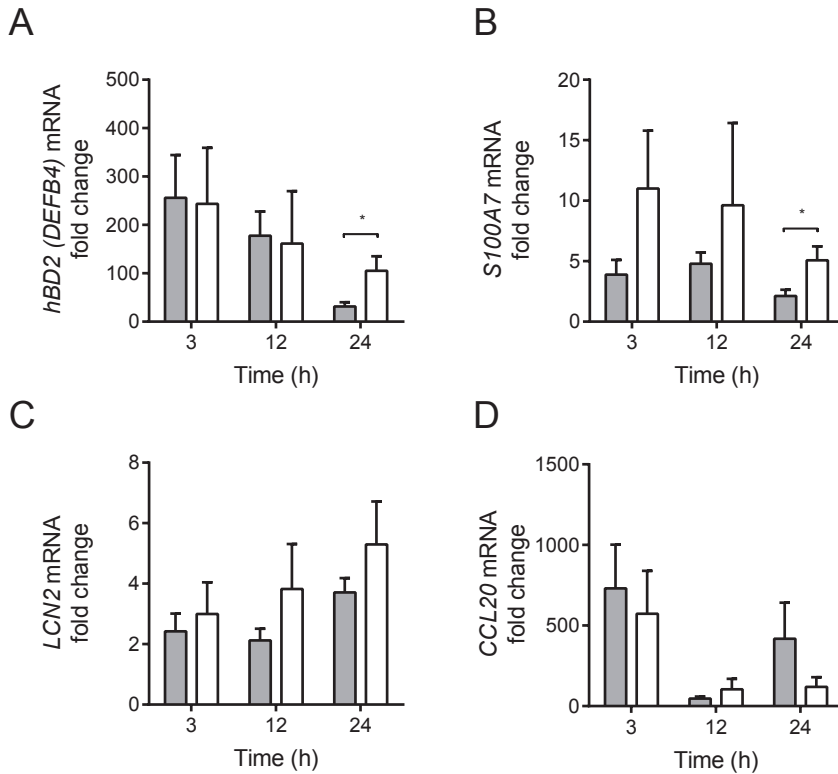 A
hBD2 (DEFB4) mRNA
fold change
500
400
300
200
100
0
*
3 12 24
Time (h)
B
S100A7 mRNA
fold change
20
15
10
5
0
*
3 12 24
Time (h)
C
LCN2 mRNA
fold change
8
6
4
2
0
3 12 24
Time (h)
D
CCL20 mRNA
fold change
1500
1000
500
0
3 12 24
Time (h)